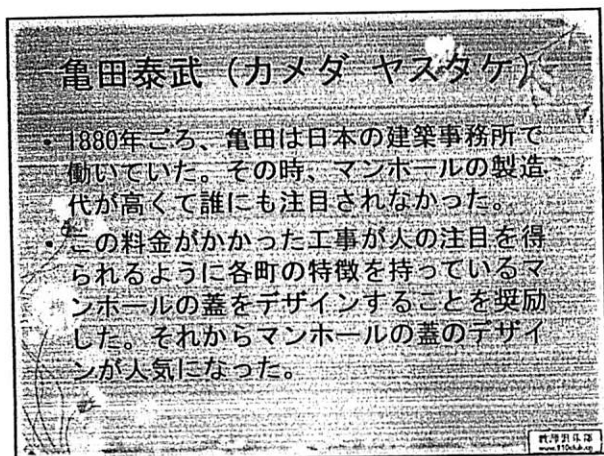 亀田泰武（カメダ ヤスタケ）
・1880年ごろ、亀田は日本の建築事務所で
働いていた。その時、マンホールの製造
代が高くて誰にも注目されなかった。
・この料金がかかった工事が人の注目を得
られるように各町の特徴を持っているマ
ンホールの蓋をデザインすることを奨励
した。それからマンホールの蓋のデザイ
ンが人気になった。